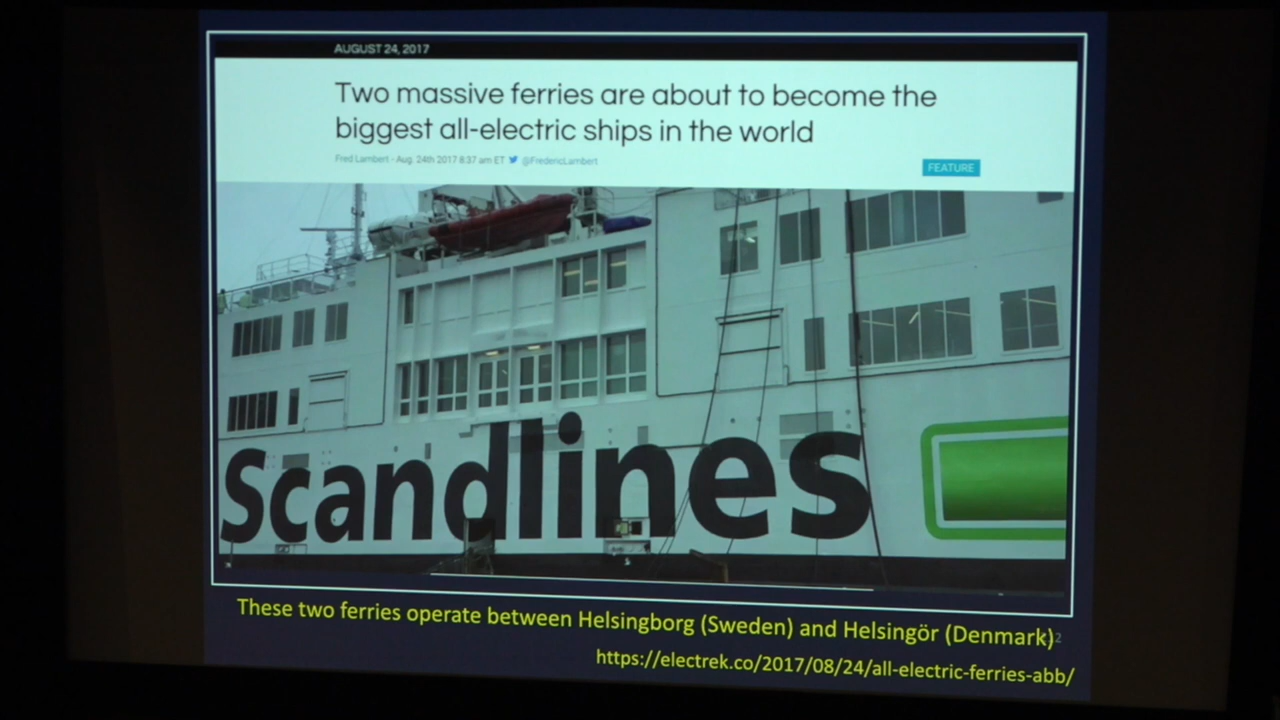 AUGUST 24, 2017
Two massive ferries are about to become the
biggest all-electric ships in the world
Fred Lambert - Aug. 24th 2017 8:37 am ET @FredericLambert
FEATURE
Scandlines
These two ferries operate between Helsingborg (Sweden) and Helsingör (Denmark)
2
https://electrek.co/2017/08/24/all-electric-ferries-abb/